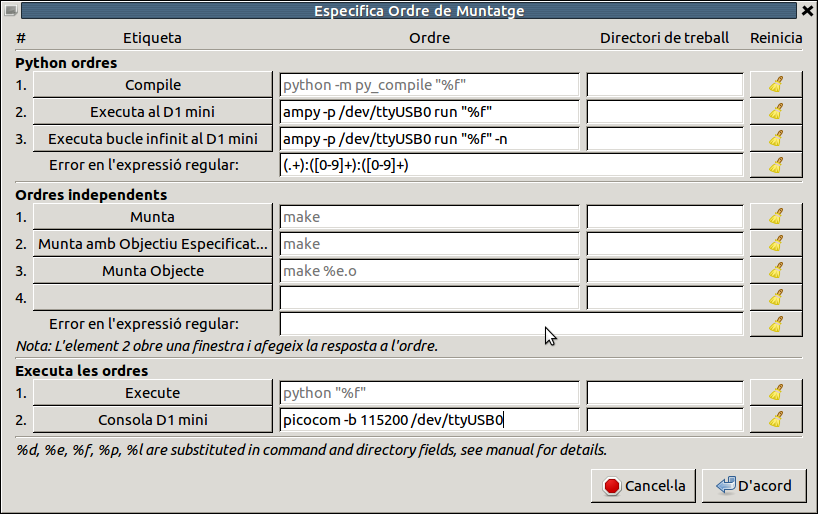 Especifica Ordre de Muntatge
# Etiqueta Ordre Directori de treball Reinicia
Python ordres
1. Compile python -m py_compile "%f"
2. Executa al D1 mini ampy -p /dev/ttyUSB0 run "%f"
3. Executa bucle infinit al D1 mini ampy -p /dev/ttyUSB0 run "%f" -n
Error en l'expressió regular: (.+):([0-9]+):([0-9]+)
Ordres independents
1. Munta make
2. Munta amb Objectiu Especificat... make
3. Munta Objecte make %e.o
4.
Error en l'expressió regular:
Nota: L'element 2 obre una finestra i afegeix la resposta a l'ordre.
Executa les ordres
1. Execute python "%f"
2. Consola D1 mini picocom -b 115200 /dev/ttyUSB0
%d, %e, %f, %p, %l are substituted in command and directory fields, see manual for details.
Cancel·la D'acord